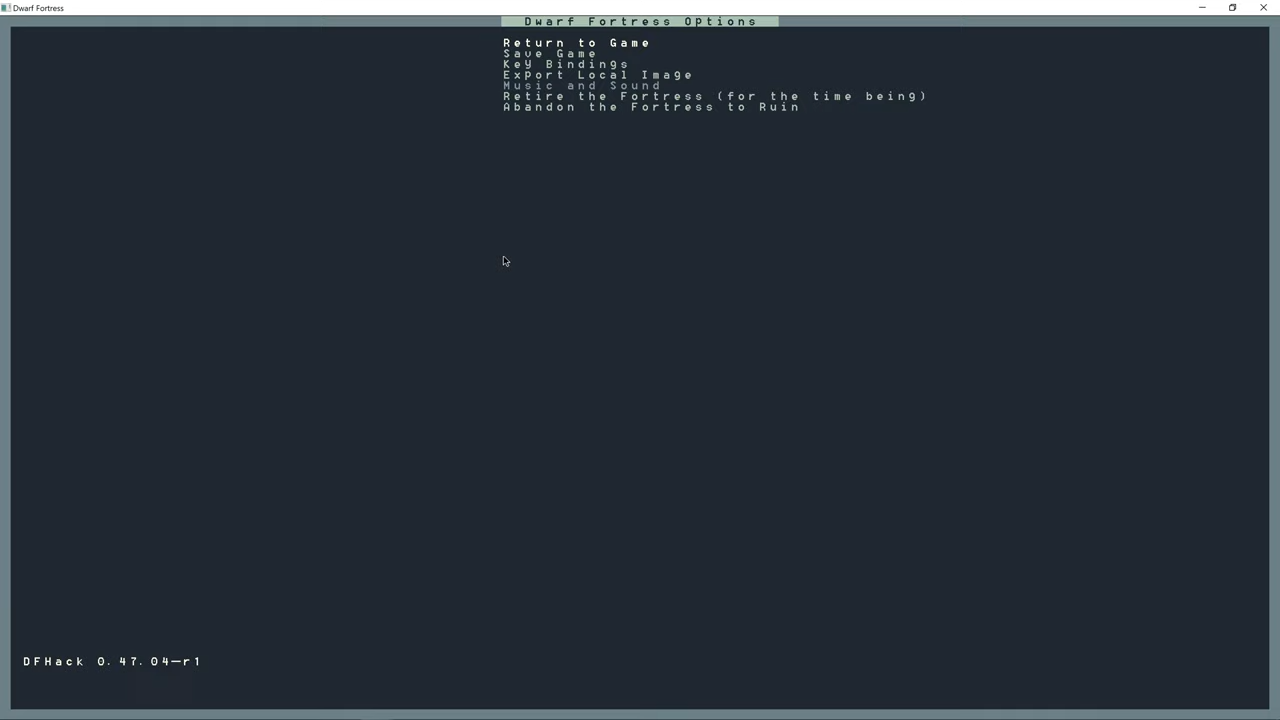 Dwarf Fortress
Dwarf Fortress Options
Return to Game
Save Game
Key Bindings
Export Local Image
Music and Sound
Retire the Fortress (for the time being)
Abandon the Fortress to Ruin
DFHack 0.47.04-r1